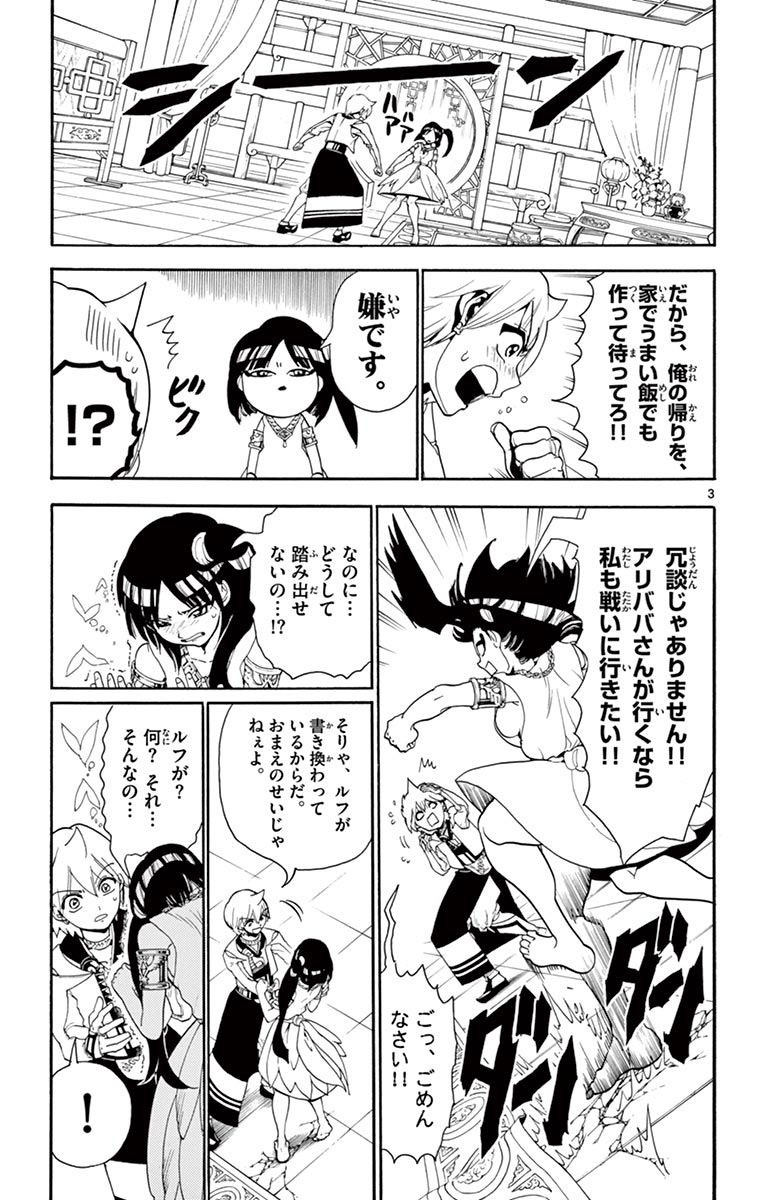 シーン
ハァ
ハァ
だから、俺の帰りを、
家でうまい飯でも
作って待ってろ!!
嫌です。
ビクッ
!?
3
冗談じゃありません!!
アリババさんが行くなら
私も戦いに行きたい!!
ダンッ
ダンッ
ごっ、ごめん
なさい!!
なのに…
どうして
踏み出せ
ないの…!?
そりゃ、ルフが
書き換わって
いるからだ。
おまえのせいじゃ
ねぇよ。
ルフが?
何?それ…
そんなの…
!